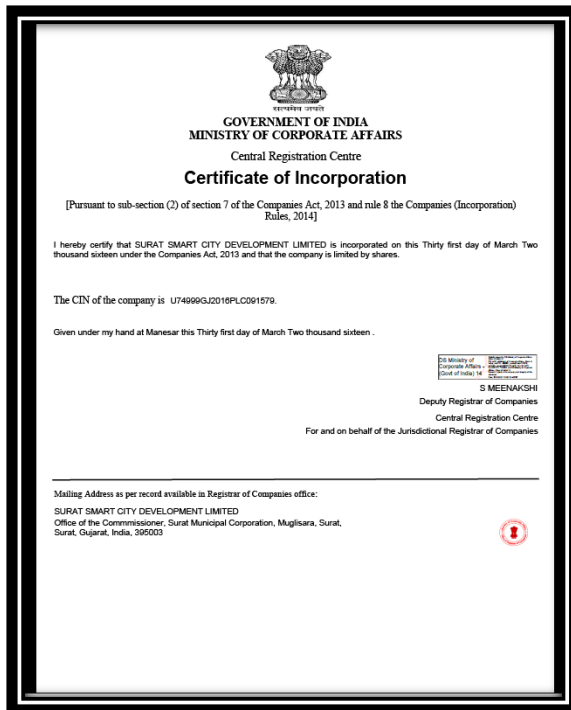 सत्यमेव जयते
GOVERNMENT OF INDIA
MINISTRY OF CORPORATE AFFAIRS
Central Registration Centre
Certificate of Incorporation
[Pursuant to sub-section (2) of section 7 of the Companies Act, 2013 and rule 8 the Companies (Incorporation)
Rules, 2014]
I hereby certify that SURAT SMART CITY DEVELOPMENT LIMITED is incorporated on this Thirty first day of March Two
thousand sixteen under the Companies Act, 2013 and that the company is limited by shares.
The CIN of the company is U74999GJ2016PLC091579.
Given under my hand at Manesar this Thirty first day of March Two thousand sixteen .
DS Ministry of
Corporate Affairs -
(Govt of India) 14
S MEENAKSHI
Deputy Registrar of Companies
Central Registration Centre
For and on behalf of the Jurisdictional Registrar of Companies
Mailing Address as per record available in Registrar of Companies office:
SURAT SMART CITY DEVELOPMENT LIMITED
Office of the Commmissioner, Surat Municipal Corporation, Muglisara, Surat,
Surat, Gujarat, India, 395003